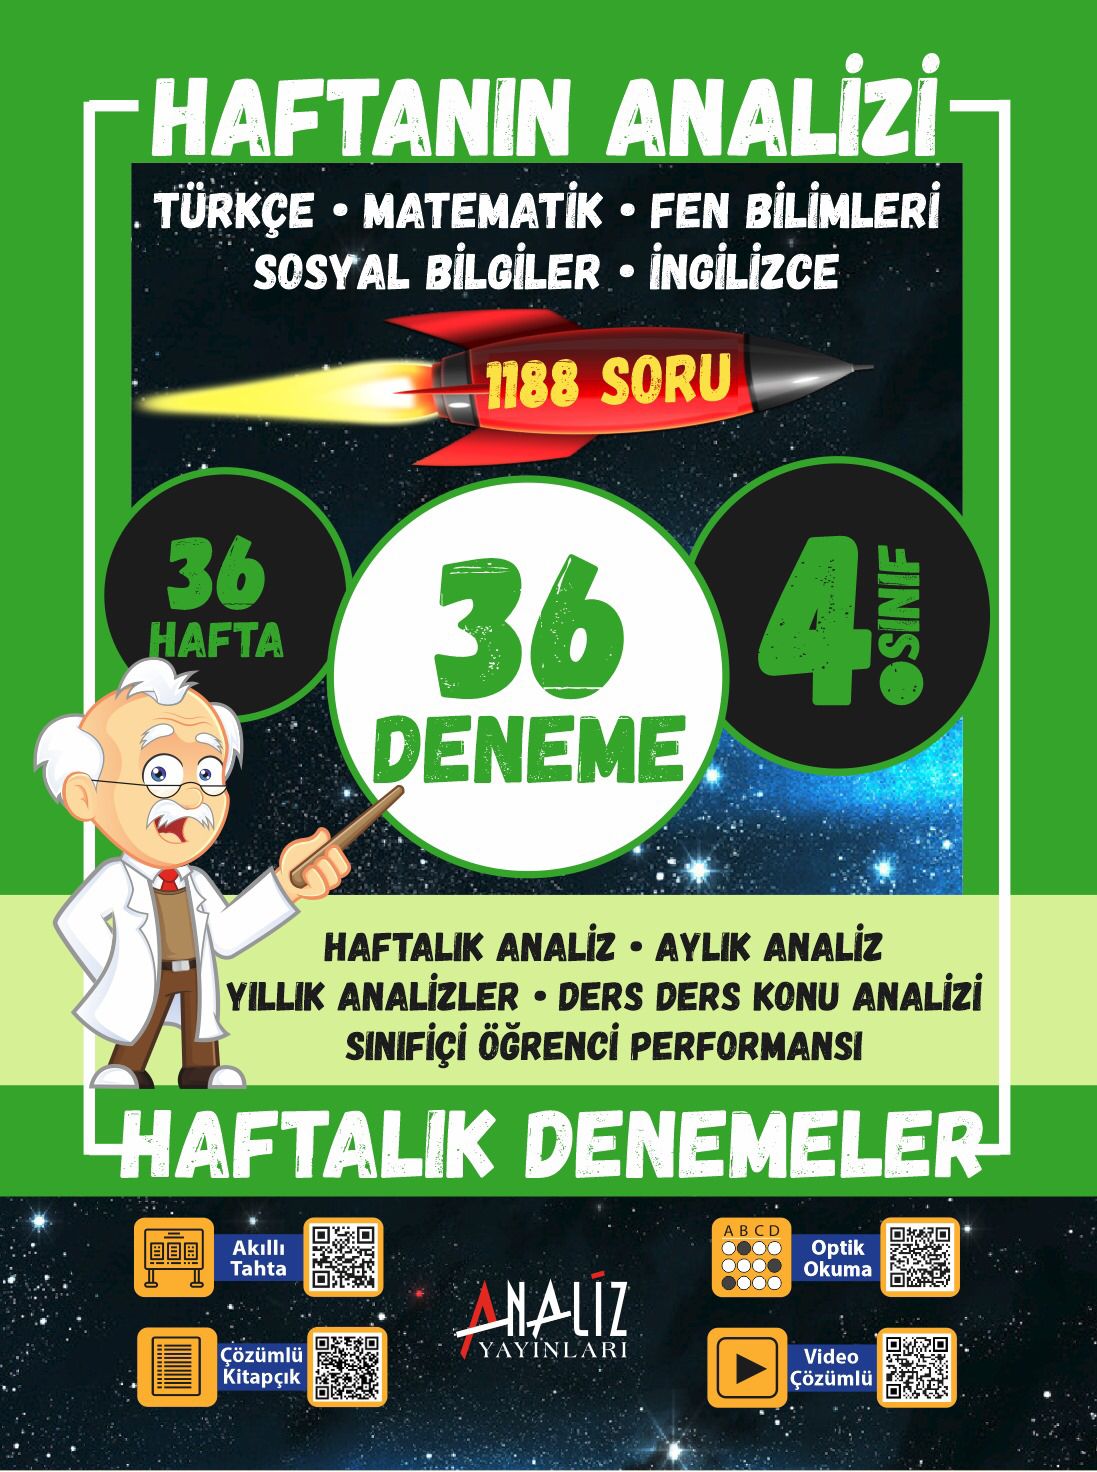 HAFTANIN ANALİZİ
TÜRKÇE • MATEMATİK • FEN BİLİMLERİ
SOSYAL BİLGİLER • İNGİLİZCE
1188 SORU
36
HAFTA
36
DENEME
4.SINIF
HAFTALIK ANALİZ • AYLIK ANALİZ
YILLIK ANALİZLER • DERS DERS KONU ANALİZİ
SINIFİÇİ ÖĞRENCİ PERFORMANSI
HAFTALIK DENEMELER
Akıllı
Tahta
A B C D
Optik
Okuma
ANALİZ
YAYINLARI
Çözümlü
Kitapçık
Video
Çözümlü